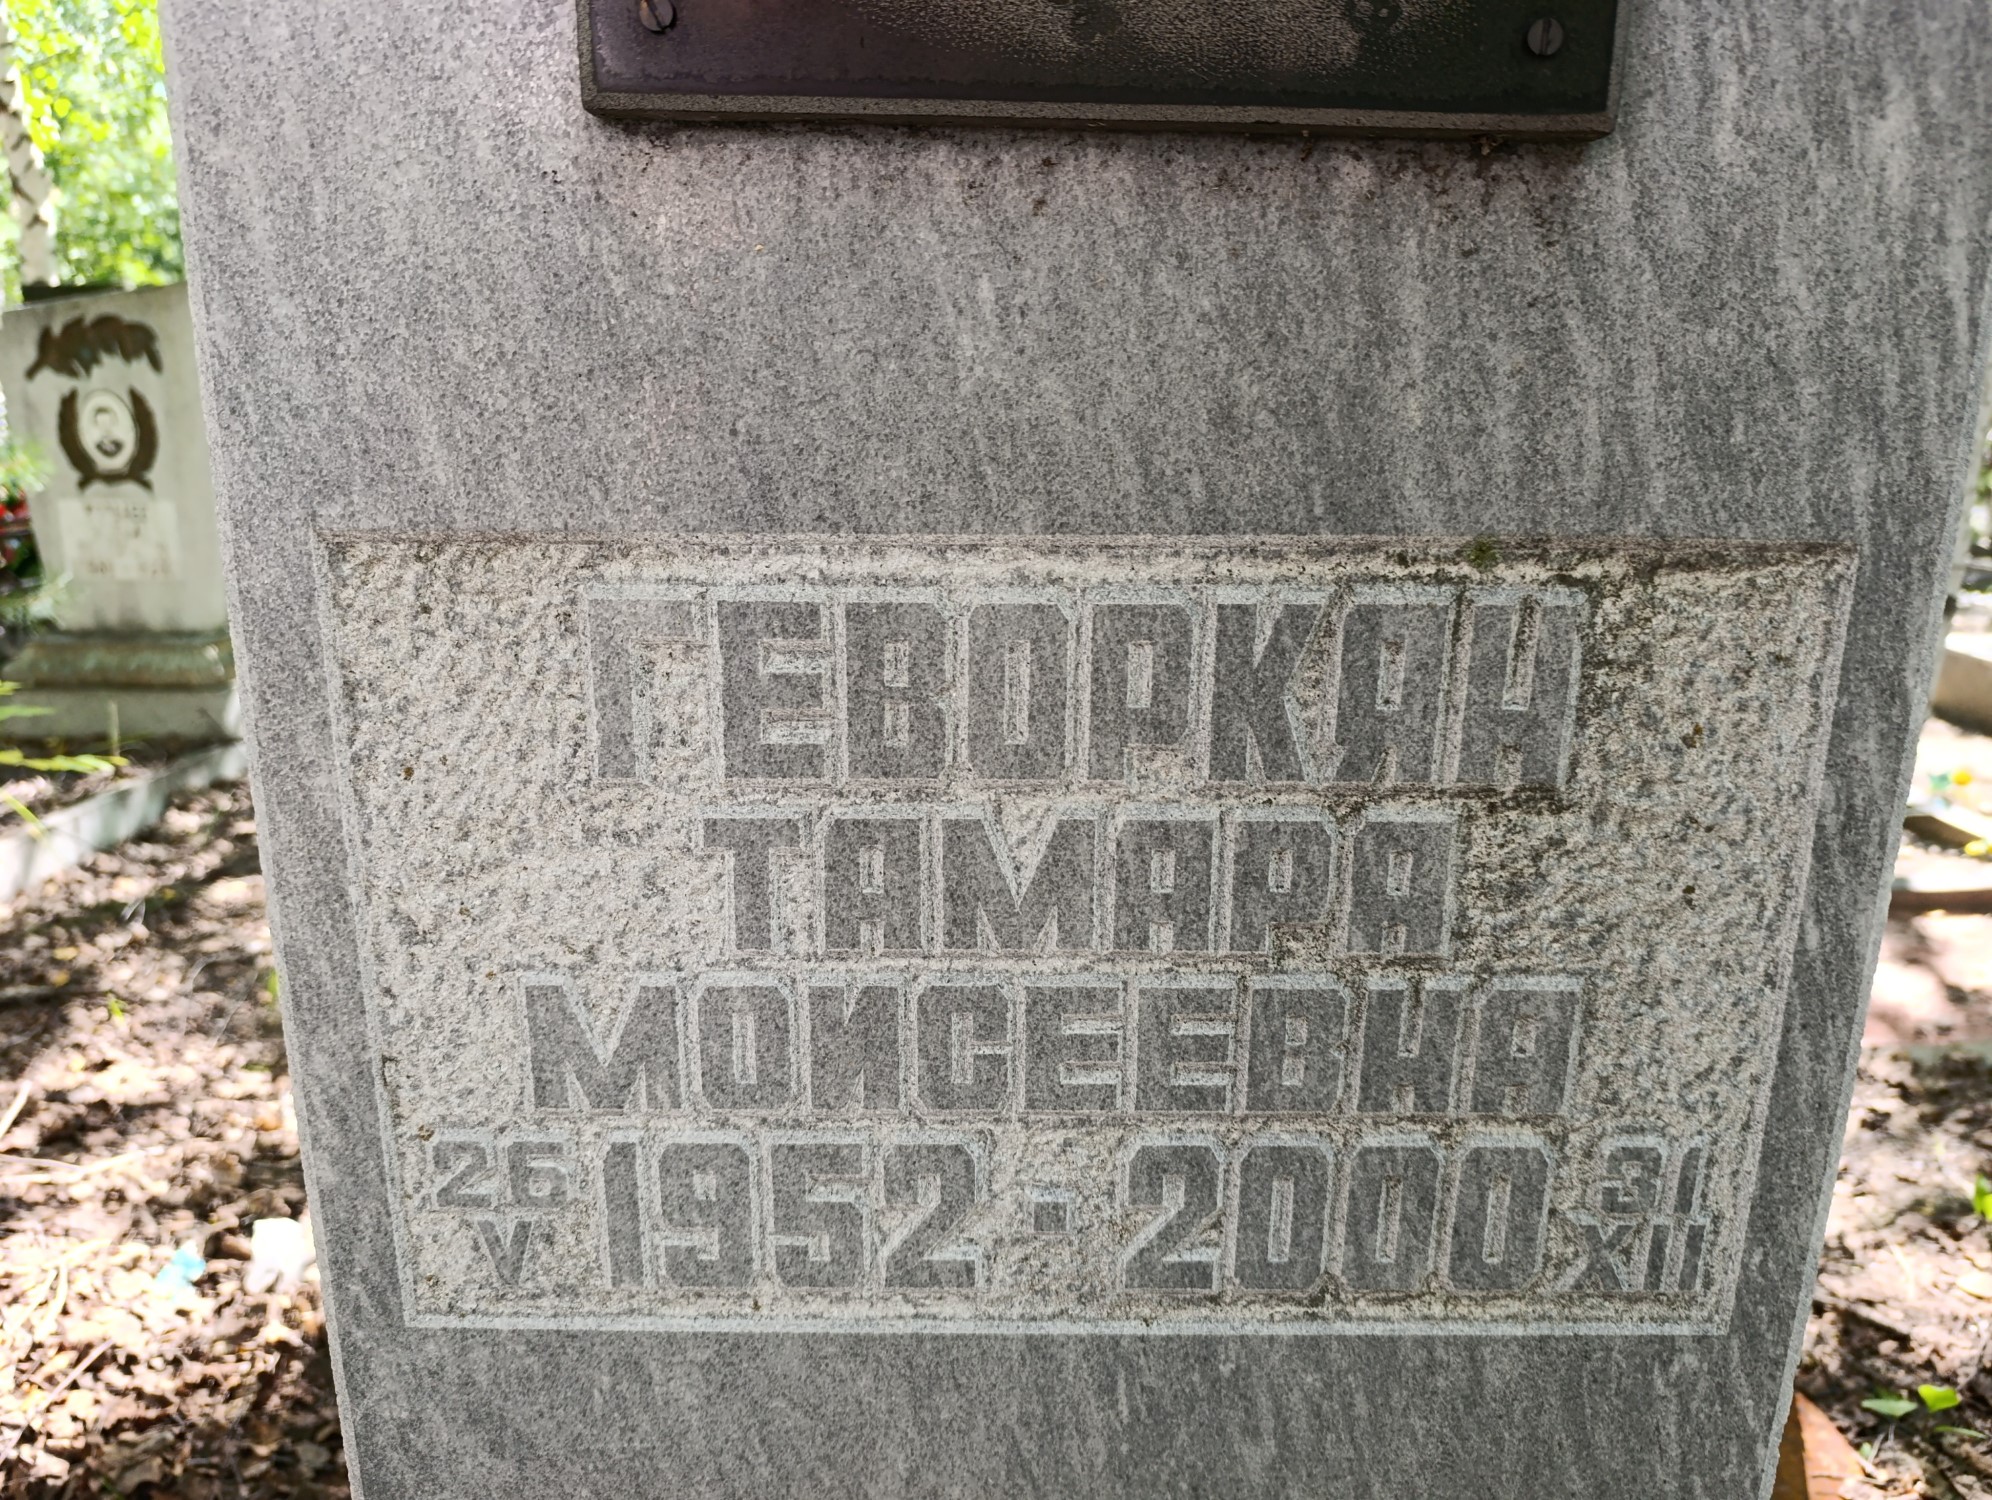 ГЕВОРКЯН
ТАМАРА
МОИСЕЕВНА
26 V 1952 - 2000 31 XII